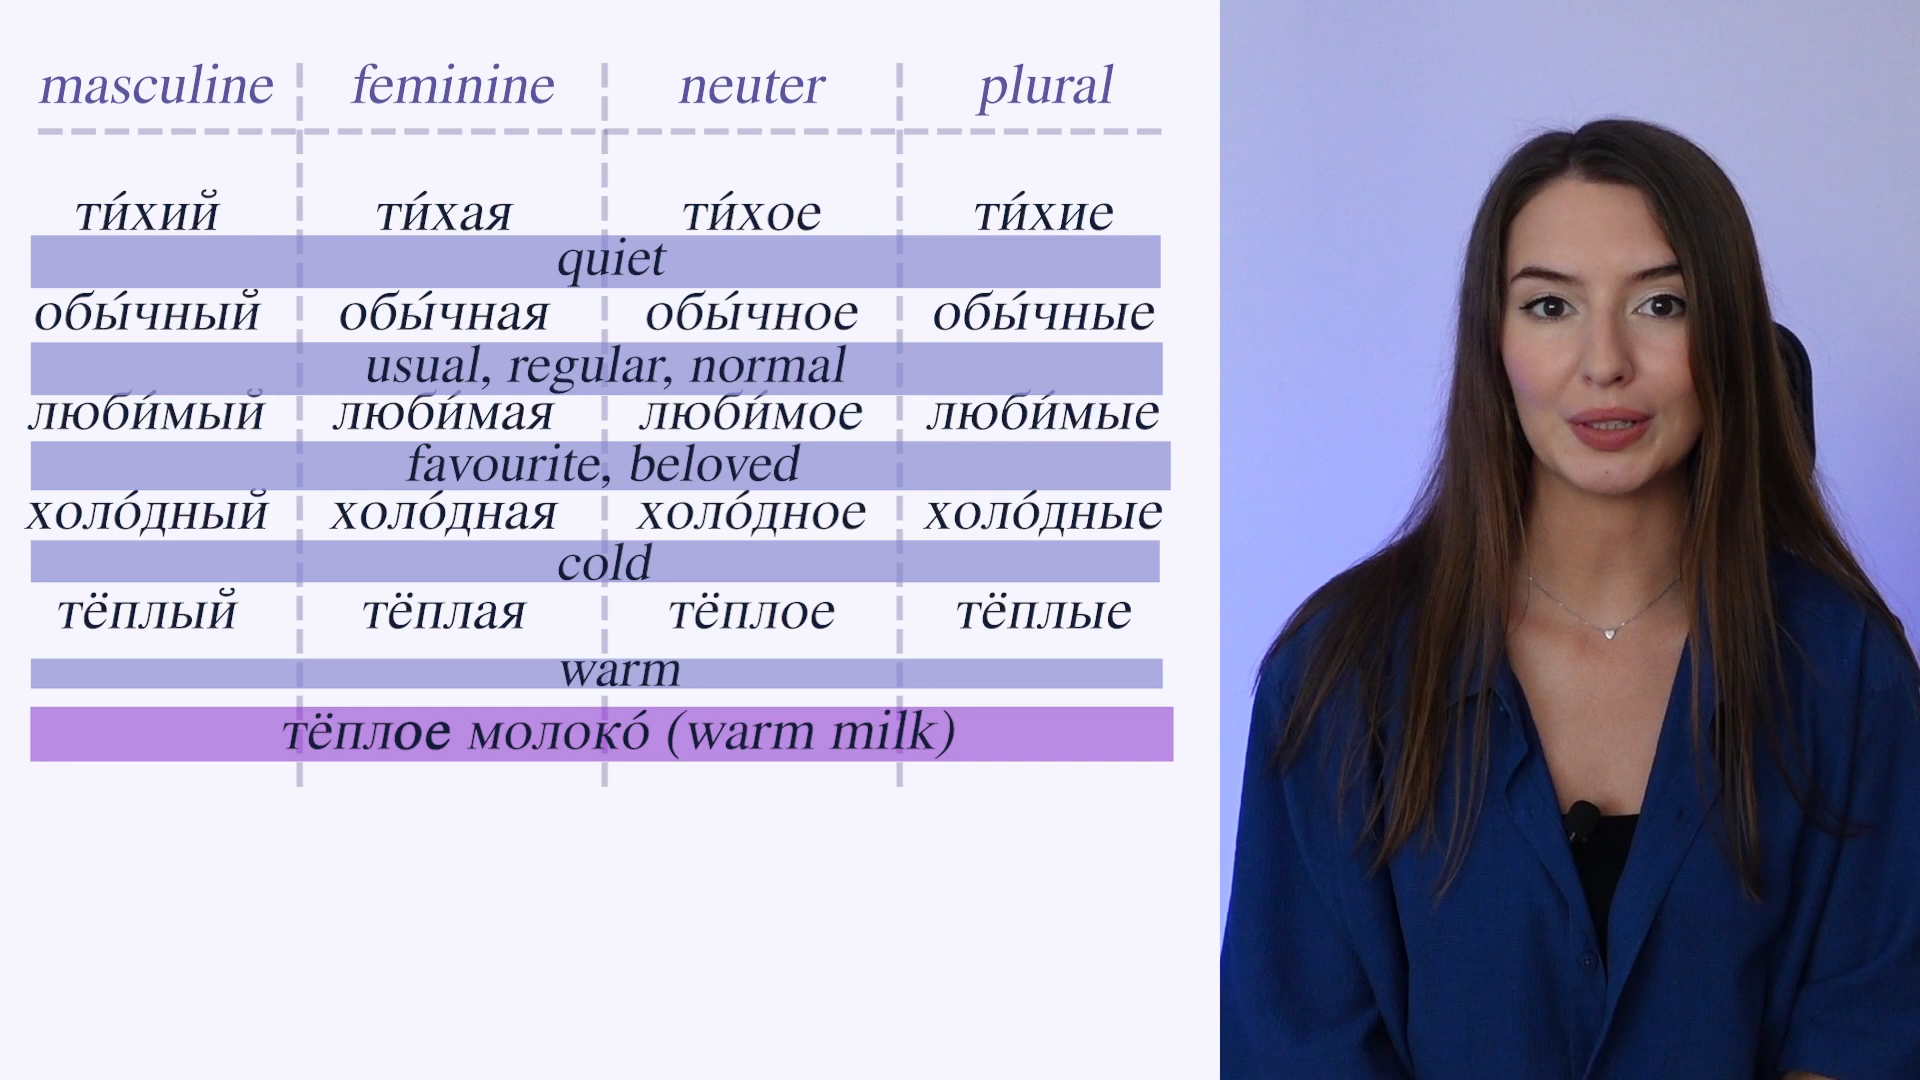 masculine feminine neuter plural
ти́хий ти́хая ти́хое ти́хие
quiet
обы́чный обы́чная обы́чное обы́чные
usual, regular, normal
люби́мый люби́мая люби́мое люби́мые
favourite, beloved
холо́дный холо́дная холо́дное холо́дные
cold
тёплый тёплая тёплое тёплые
warm
тёплое молоко́ (warm milk)